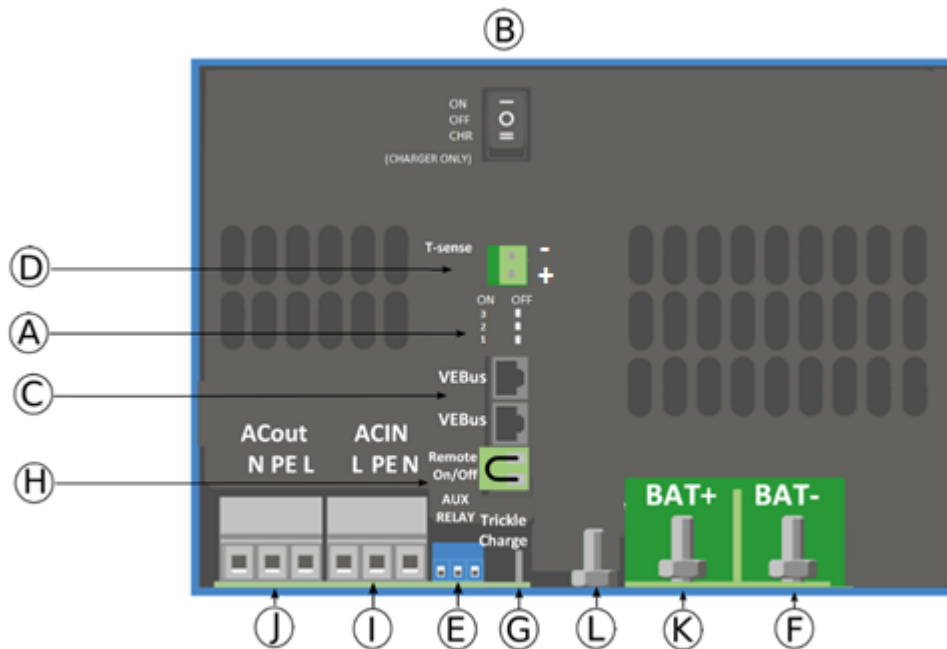 B
ON
OFF
CHR
(CHARGER ONLY)
D
T-sense
-
+
ON OFF
A
3
2
1
VEBus
C
VEBus
ACout ACIN
N PE L L PE N
Remote
On/Off
H
BAT+ BAT-
AUX
RELAY
Trickle
Charge
J I E G L K F